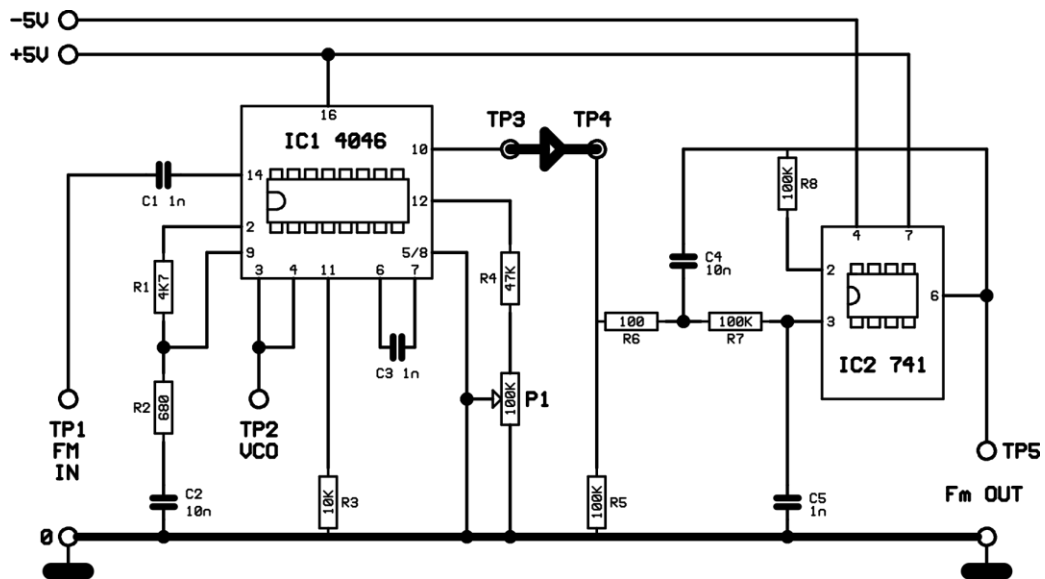 -5V
+5V
16
IC1 4046
TP3
TP4
10
14
C1 1n
12
100K
R8
4
7
2
9
5/8
R1
4K7
3
4
11
6
7
R4
47K
C4
10n
2
3
6
100
R6
100K
R7
IC2 741
C3 1n
R2
680
100K
P1
TP1
FM
IN
TP2
VCO
TP5
Fm OUT
C2
10n
10K
R3
100K
R5
C5
1n
0